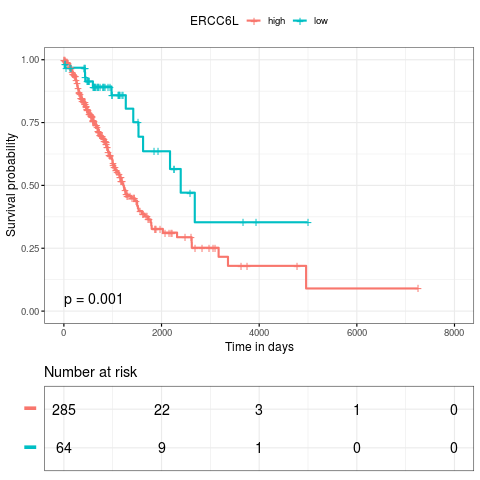 ERCC6L high low
Survival probability
1.00
0.75
0.50
0.25
0.00
p = 0.001
0 2000 4000 6000 8000
Time in days
Number at risk
285 22 3 1 0
64 9 1 0 0